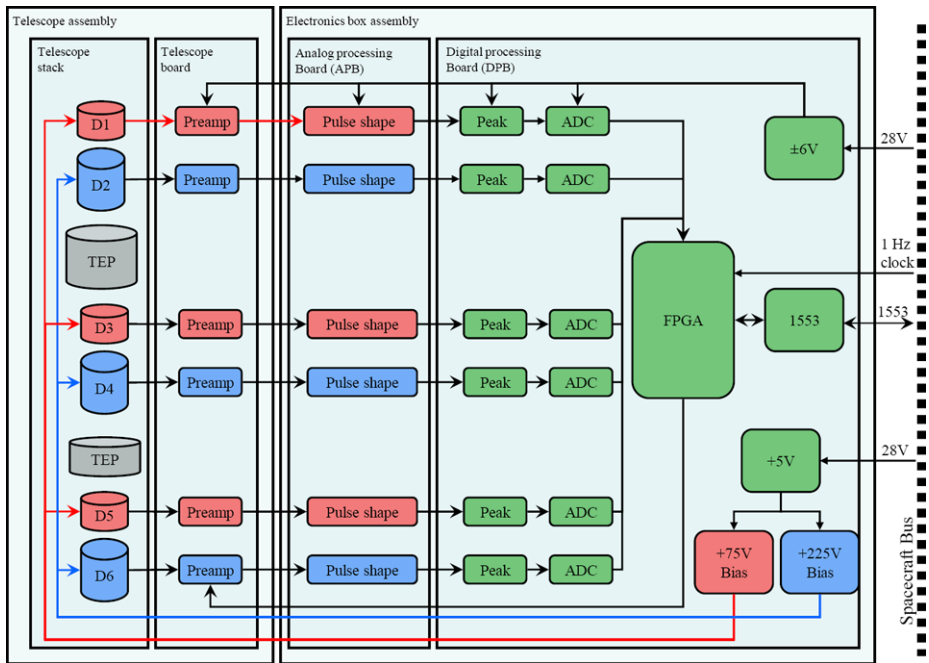 Telescope assembly
Electronics box assembly
Telescope
stack
Telescope
board
Analog processing
Board (APB)
Digital processing
Board (DPB)
D1
Preamp
Pulse shape
Peak
ADC
±6V
28V
D2
Preamp
Pulse shape
Peak
ADC
TEP
1 Hz
clock
D3
Preamp
Pulse shape
Peak
ADC
FPGA
1553
1553
D4
Preamp
Pulse shape
Peak
ADC
TEP
+5V
28V
D5
Preamp
Pulse shape
Peak
ADC
D6
Preamp
Pulse shape
Peak
ADC
+75V
Bias
+225V
Bias
Spacecraft Bus